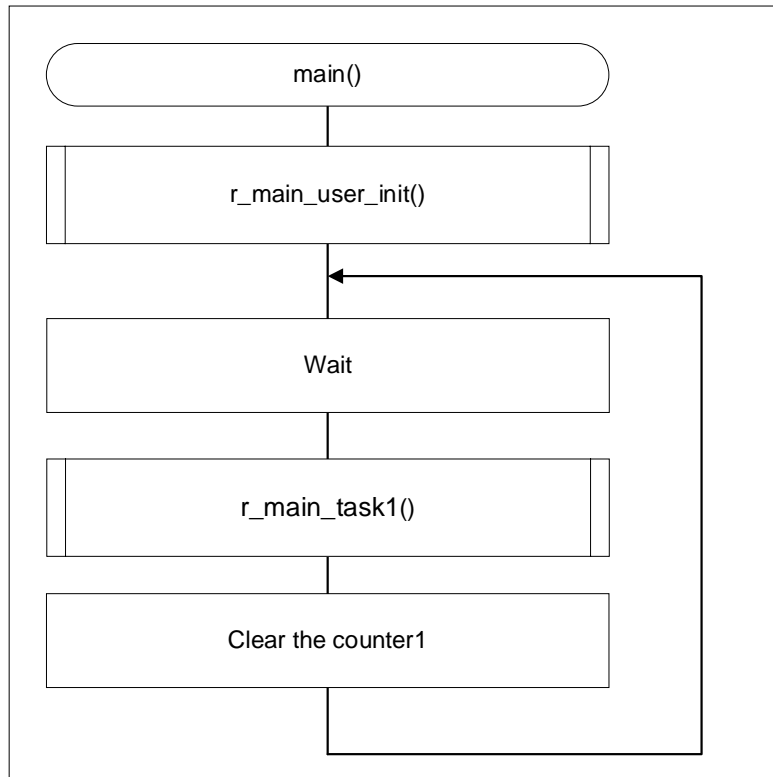 main()
r_main_user_init()
Wait
r_main_task1()
Clear the counter1